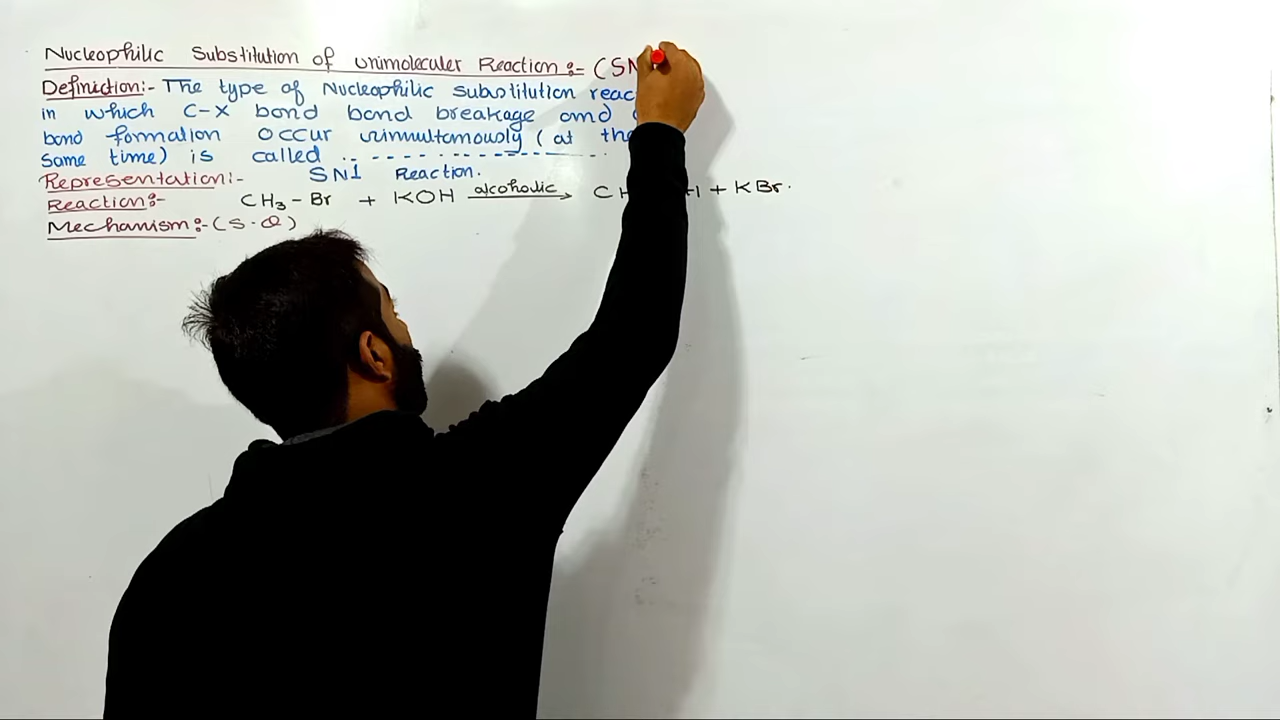 Nucleophilic Substitution of Unimoleculer Reaction :- (SN
Definiction:- The type of Nucleophilic substitution reac
in which C-X bond bond breakage and
bond formation occur unimmultamously (at the
same time) is called ..------------.
Representation:- SN1 Reaction.
Reaction:- CH₃-Br + KOH alcoholic → CH + KBr.
Mechanism:-(S.Q)